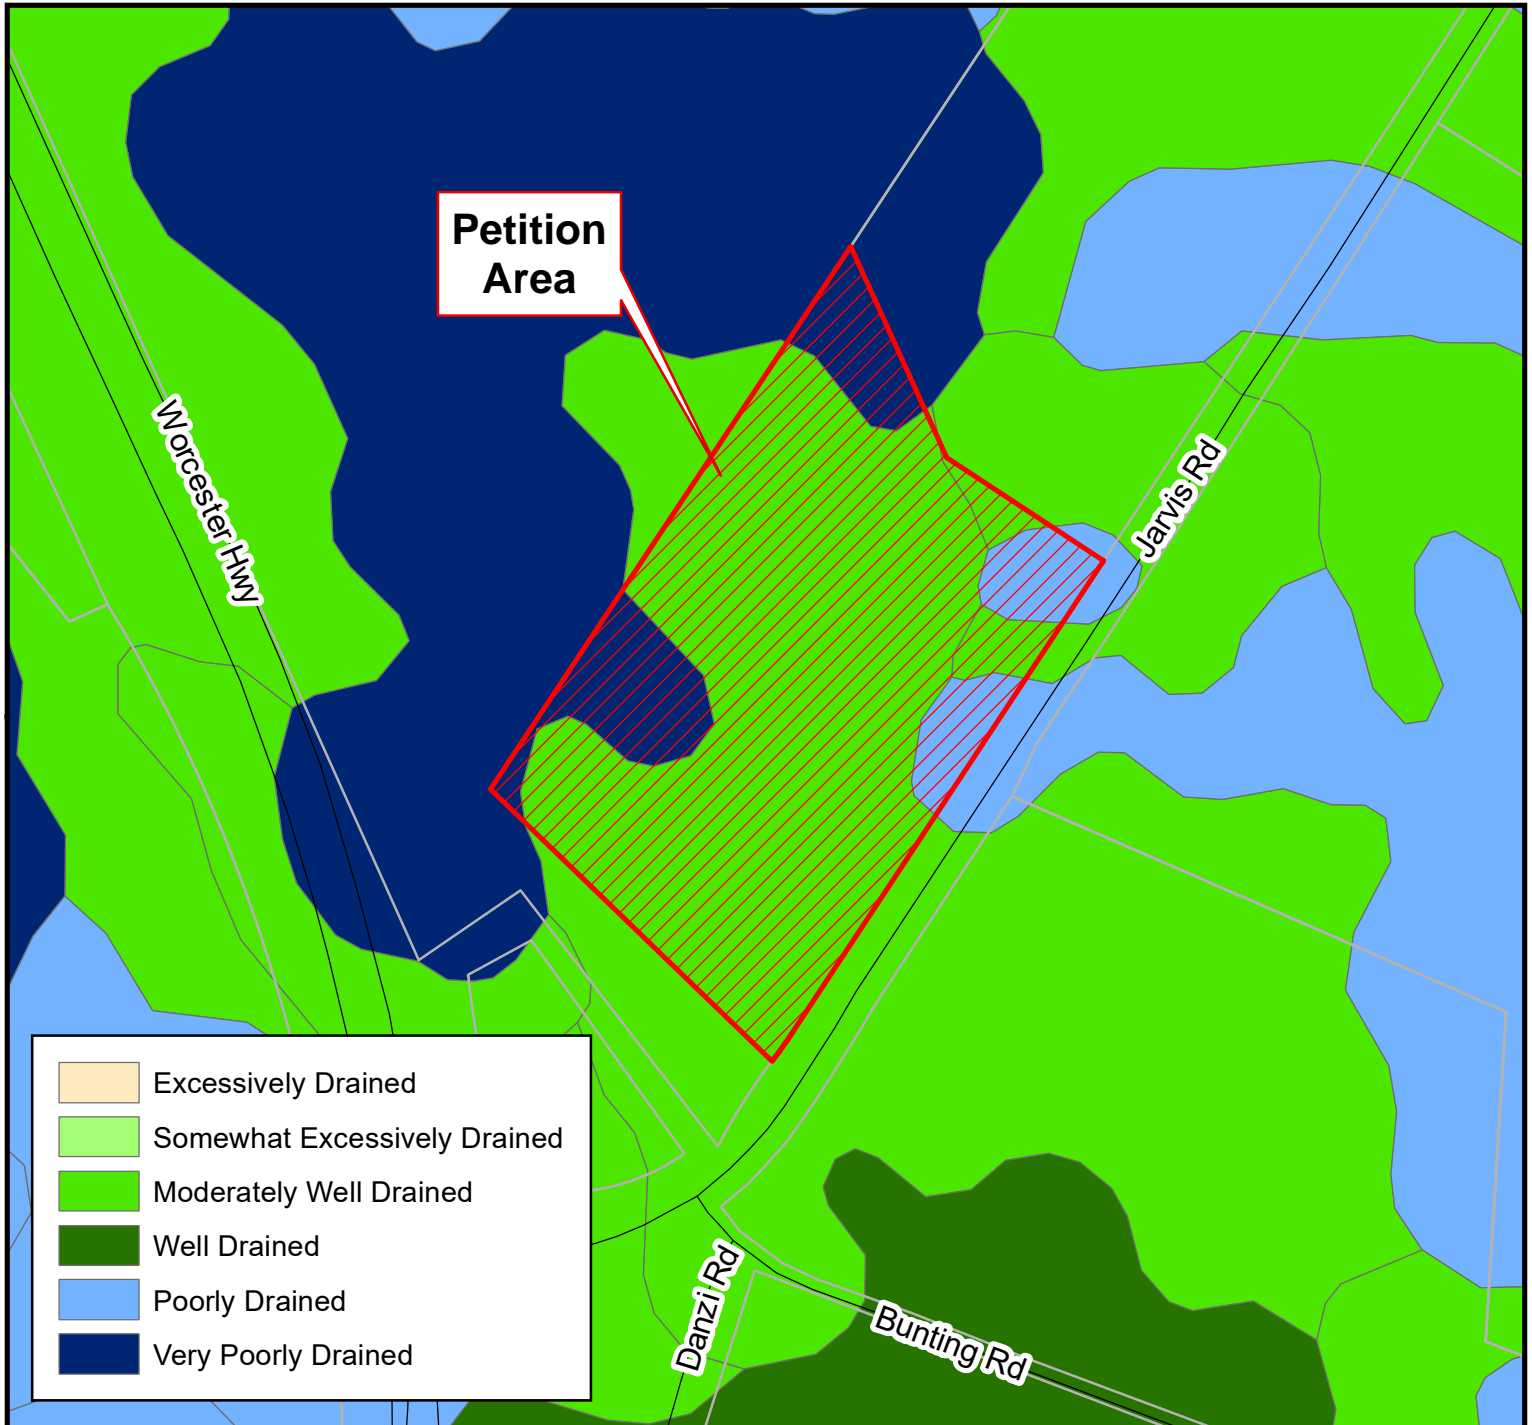 Petition
Area
Worcester Hwy
Jarvis Rd
Excessively Drained
Somewhat Excessively Drained
Moderately Well Drained
Well Drained
Poorly Drained
Very Poorly Drained
Danzi Rd
Bunting Rd